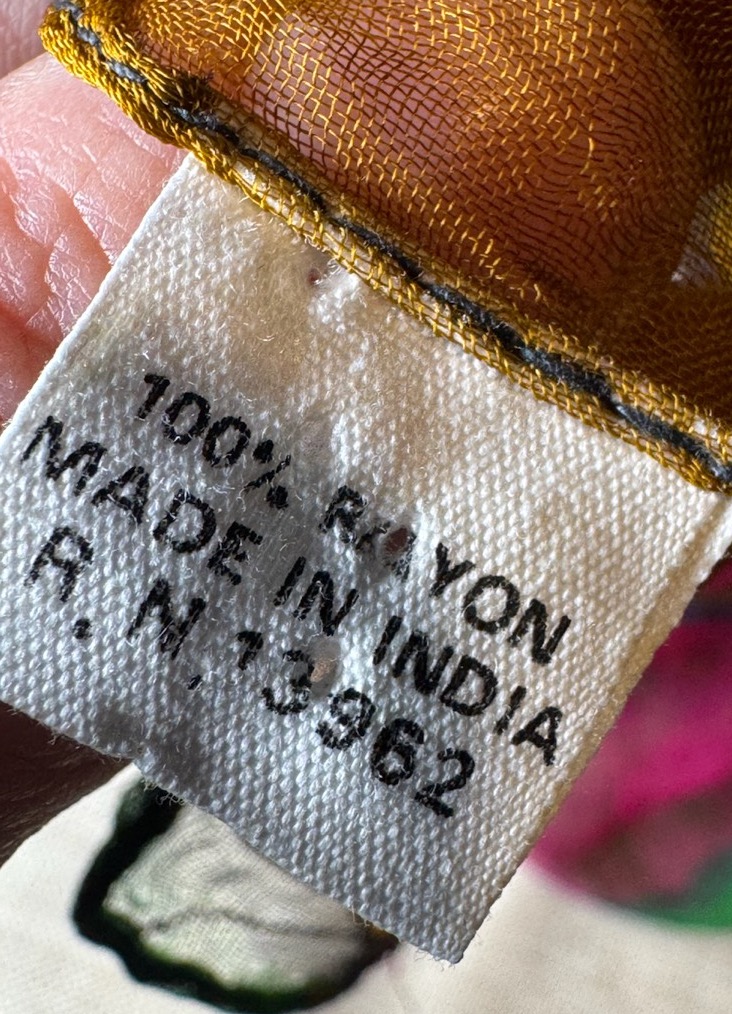 100% RAYON
MADE IN INDIA
R. N. 13962